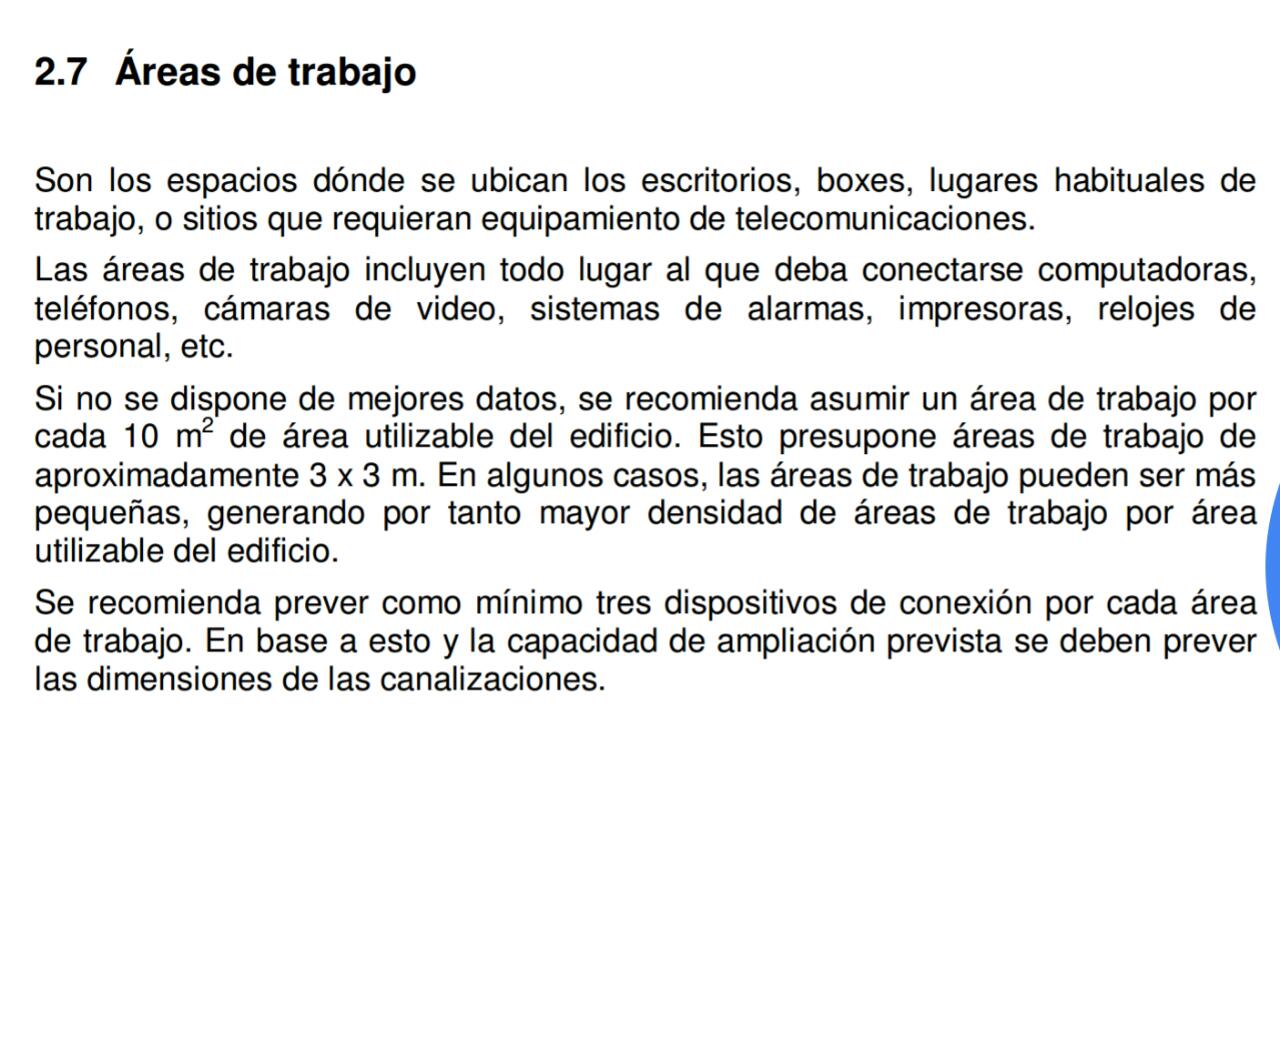 2.7 Áreas de trabajo
Son los espacios dónde se ubican los escritorios, boxes, lugares habituales de
trabajo, o sitios que requieran equipamiento de telecomunicaciones.
Las áreas de trabajo incluyen todo lugar al que deba conectarse computadoras,
teléfonos, cámaras de video, sistemas de alarmas, impresoras, relojes de
personal, etc.
Si no se dispone de mejores datos, se recomienda asumir un área de trabajo por
cada 10 m² de área utilizable del edificio. Esto presupone áreas de trabajo de
aproximadamente 3 x 3 m. En algunos casos, las áreas de trabajo pueden ser más
pequeñas, generando por tanto mayor densidad de áreas de trabajo por área
utilizable del edificio.
Se recomienda prever como mínimo tres dispositivos de conexión por cada área
de trabajo. En base a esto y la capacidad de ampliación prevista se deben prever
las dimensiones de las canalizaciones.